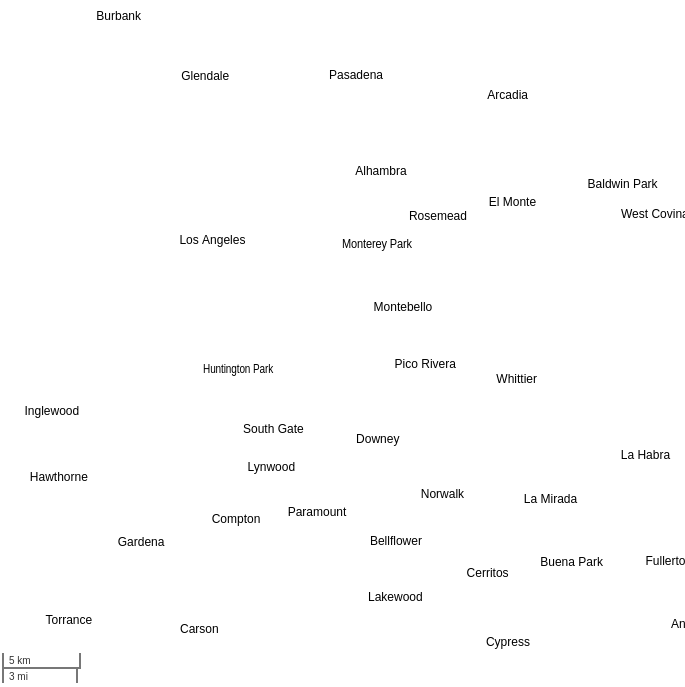 Burbank
Glendale
Pasadena
Arcadia
Alhambra
Baldwin Park
El Monte
Rosemead
West Covina
Los Angeles
Monterey Park
Montebello
Pico Rivera
Huntington Park
Whittier
Inglewood
South Gate
Downey
La Habra
Lynwood
Hawthorne
Norwalk
La Mirada
Paramount
Compton
Gardena
Bellflower
Buena Park
Fullerto
Cerritos
Lakewood
Torrance
An
Carson
Cypress
5 km
3 mi